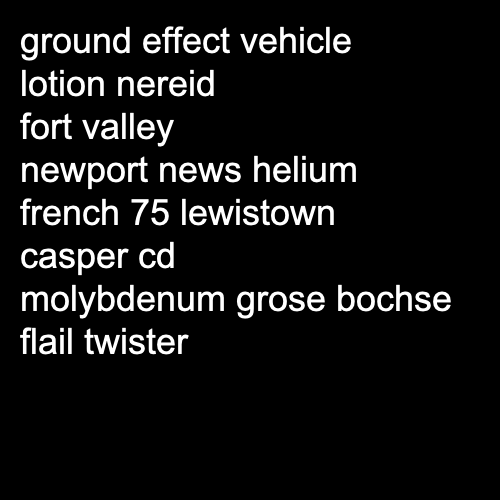 ground effect vehicle
lotion nereid
fort valley
newport news helium
french 75 lewistown
casper cd
molybdenum grose bochse
flail twister